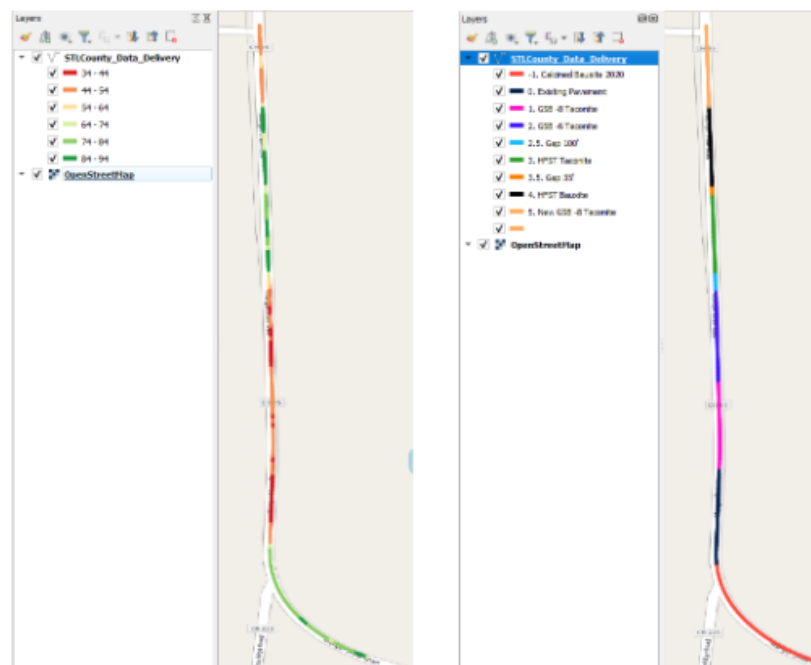 Layers
STLCounty_Data_Delivery
34 - 44
44 - 54
54 - 64
64 - 74
74 - 84
84 - 94
OpenStreetMap
Layers
STLCounty_Data_Delivery
-1. Calcined Bauxite 2020
0. Existing Pavement
1. GSB -8 Taconite
2. GSB -6 Taconite
2.5. Gap 100'
3. HFST Taconite
3.5. Gap 35'
4. HFST Bauxite
5. New GSB -8 Taconite
OpenStreetMap